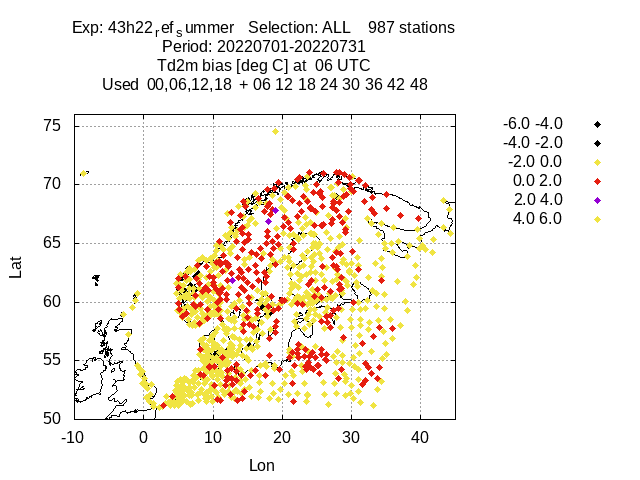 Exp: 43h22refsummer Selection: ALL 987 stations
Period: 20220701-20220731
Td2m bias [deg C] at 06 UTC
Used 00,06,12,18 + 06 12 18 24 30 36 42 48
-6.0 -4.0
-4.0 -2.0
-2.0 0.0
0.0 2.0
2.0 4.0
4.0 6.0
75
70
65
60
55
50
Lat
-10 0 10 20 30 40
Lon